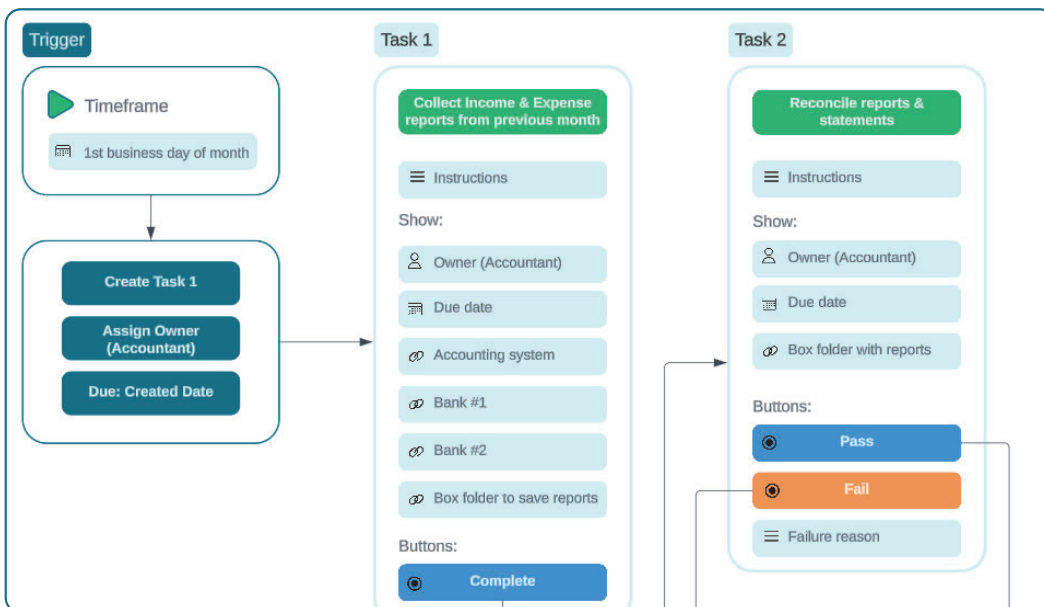 Trigger
Timeframe
1st business day of month
Create Task 1
Assign Owner
(Accountant)
Due: Created Date
Task 1
Collect Income & Expense
reports from previous month
Instructions
Show:
Owner (Accountant)
Due date
Accounting system
Bank #1
Bank #2
Box folder to save reports
Buttons:
Complete
Task 2
Reconcile reports &
statements
Instructions
Show:
Owner (Accountant)
Due date
Box folder with reports
Buttons:
Pass
Fail
Failure reason